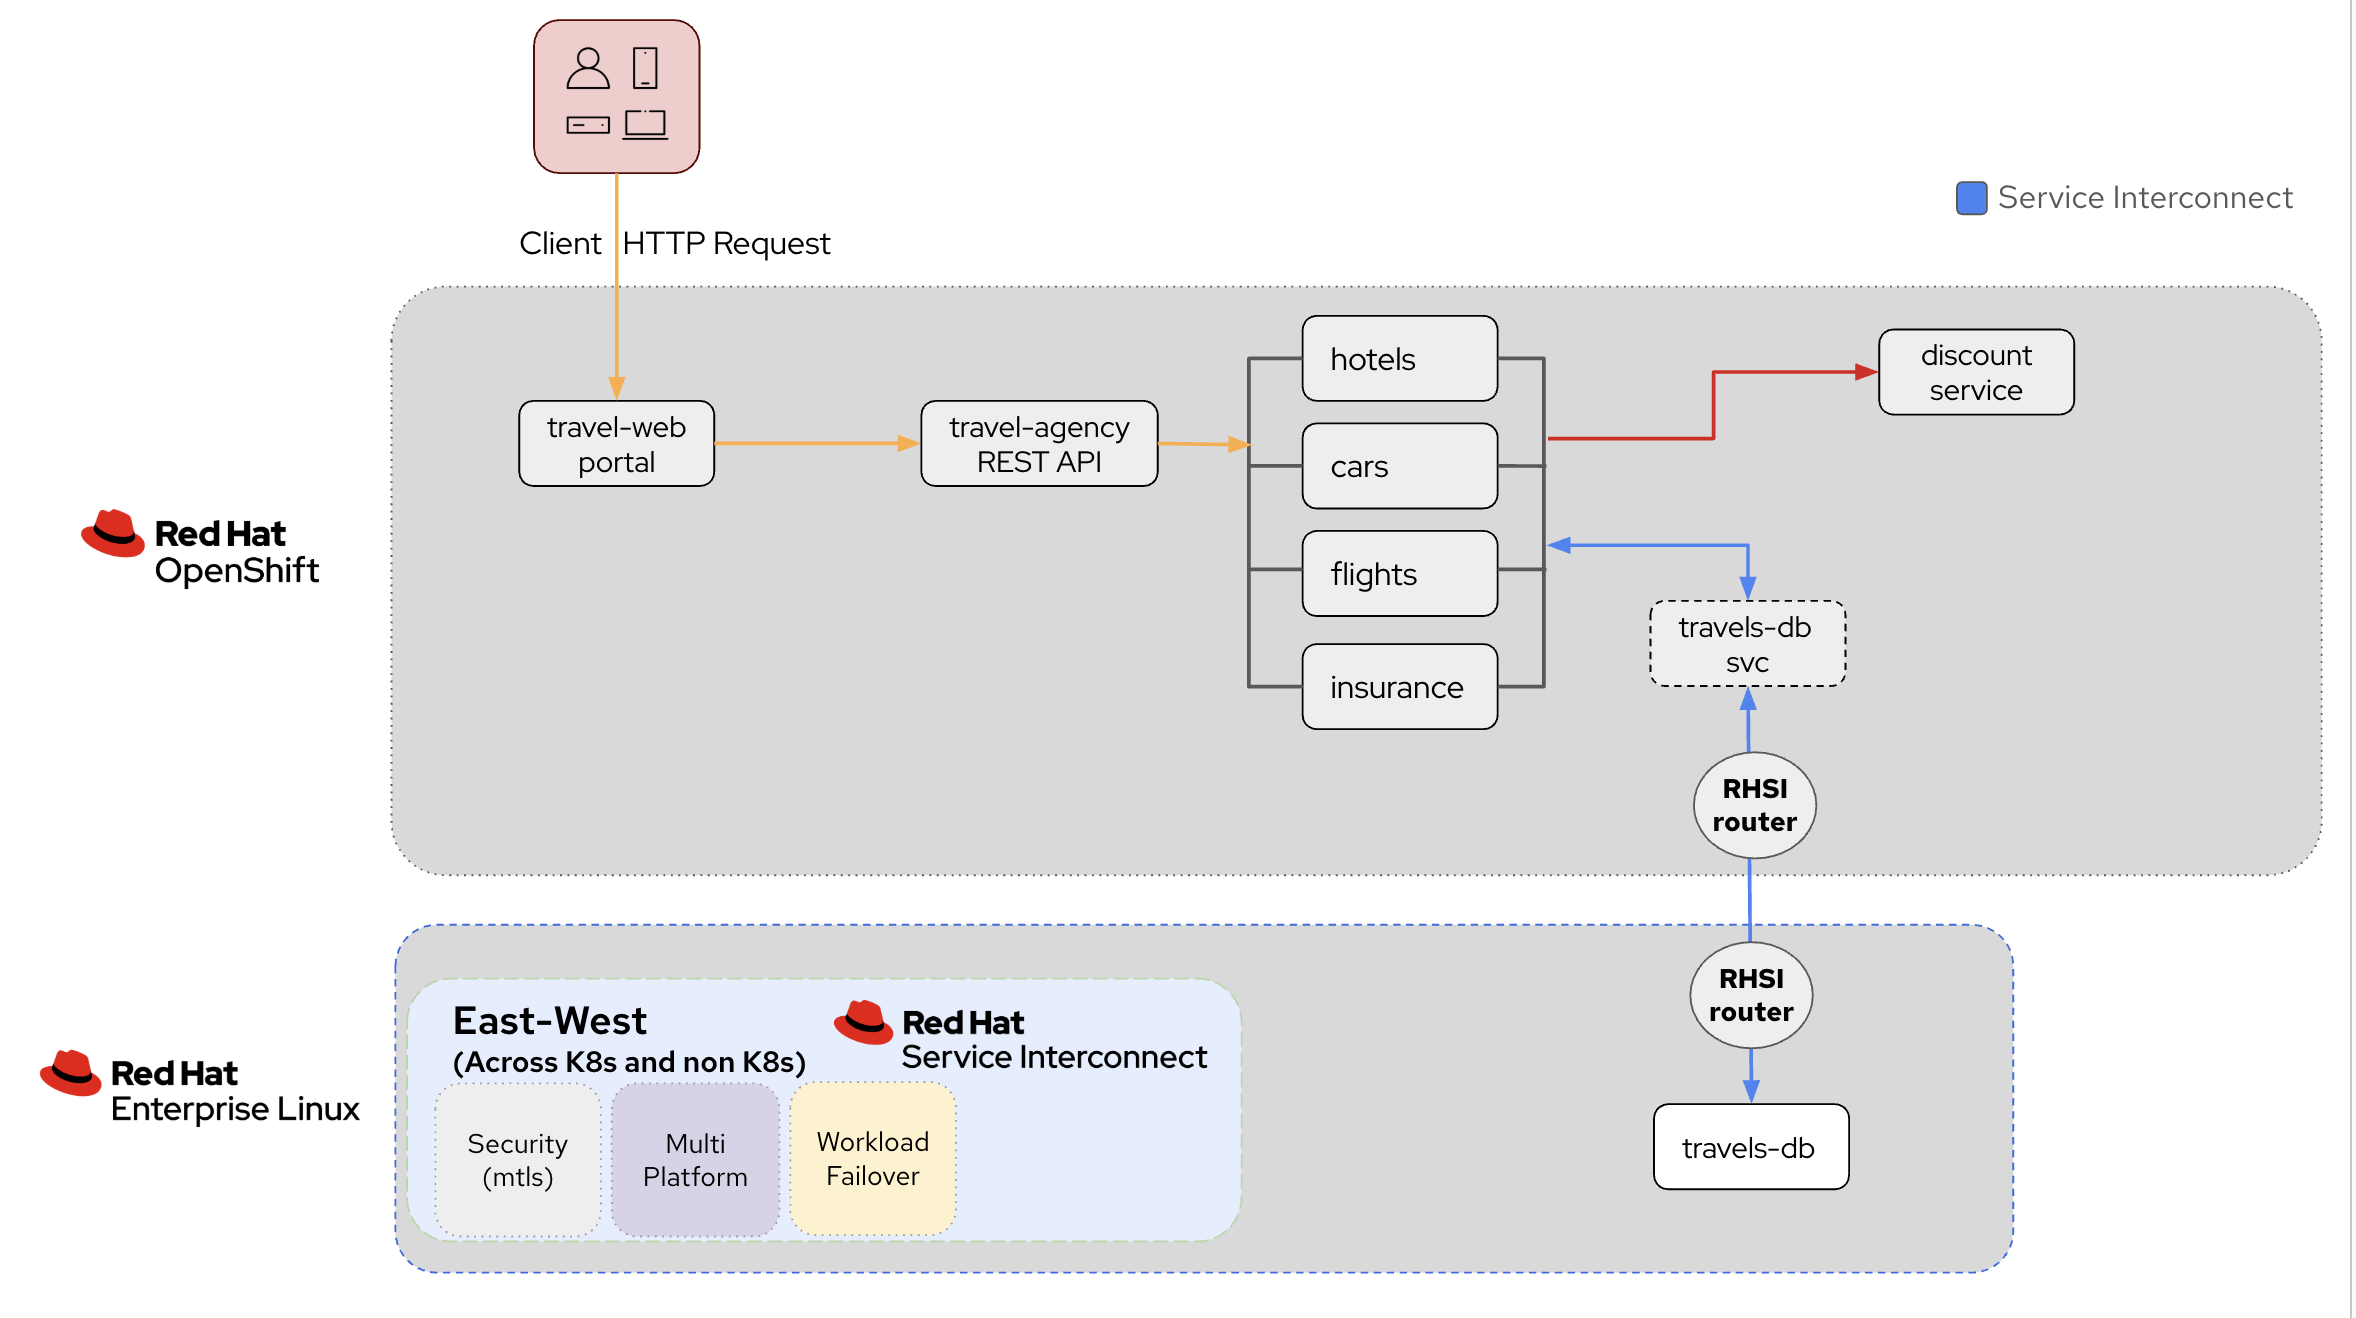 Service Interconnect
Client HTTP Request
hotels
discount
service
travel-web
portal
travel-agency
REST API
cars
Red Hat
OpenShift
flights
travels-db
svc
insurance
RHSI
router
East-West
(Across K8s and non K8s)
Red Hat
Service Interconnect
RHSI
router
Red Hat
Enterprise Linux
Security
(mtls)
Multi
Platform
Workload
Failover
travels-db